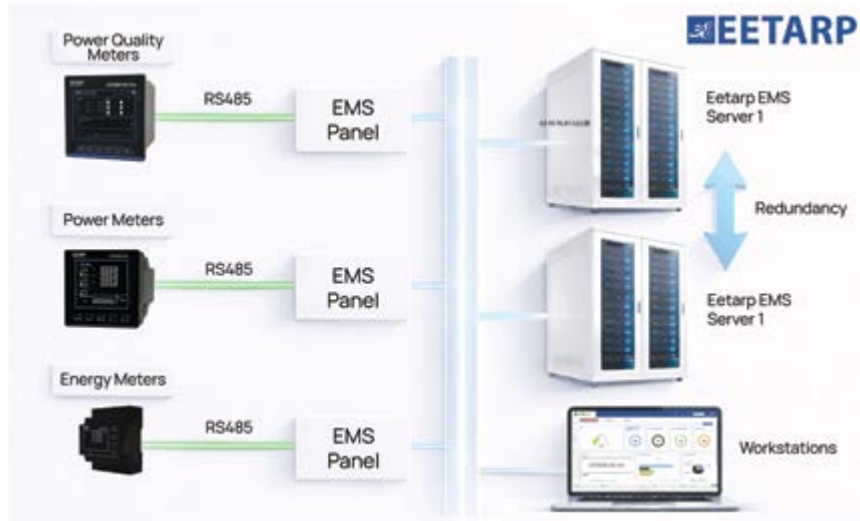 EETARP
Power Quality
Meters
RS485
EMS
Panel
Eetarp EMS
Server 1
Redundancy
Power Meters
RS485
EMS
Panel
Eetarp EMS
Server 1
Energy Meters
RS485
EMS
Panel
Workstations